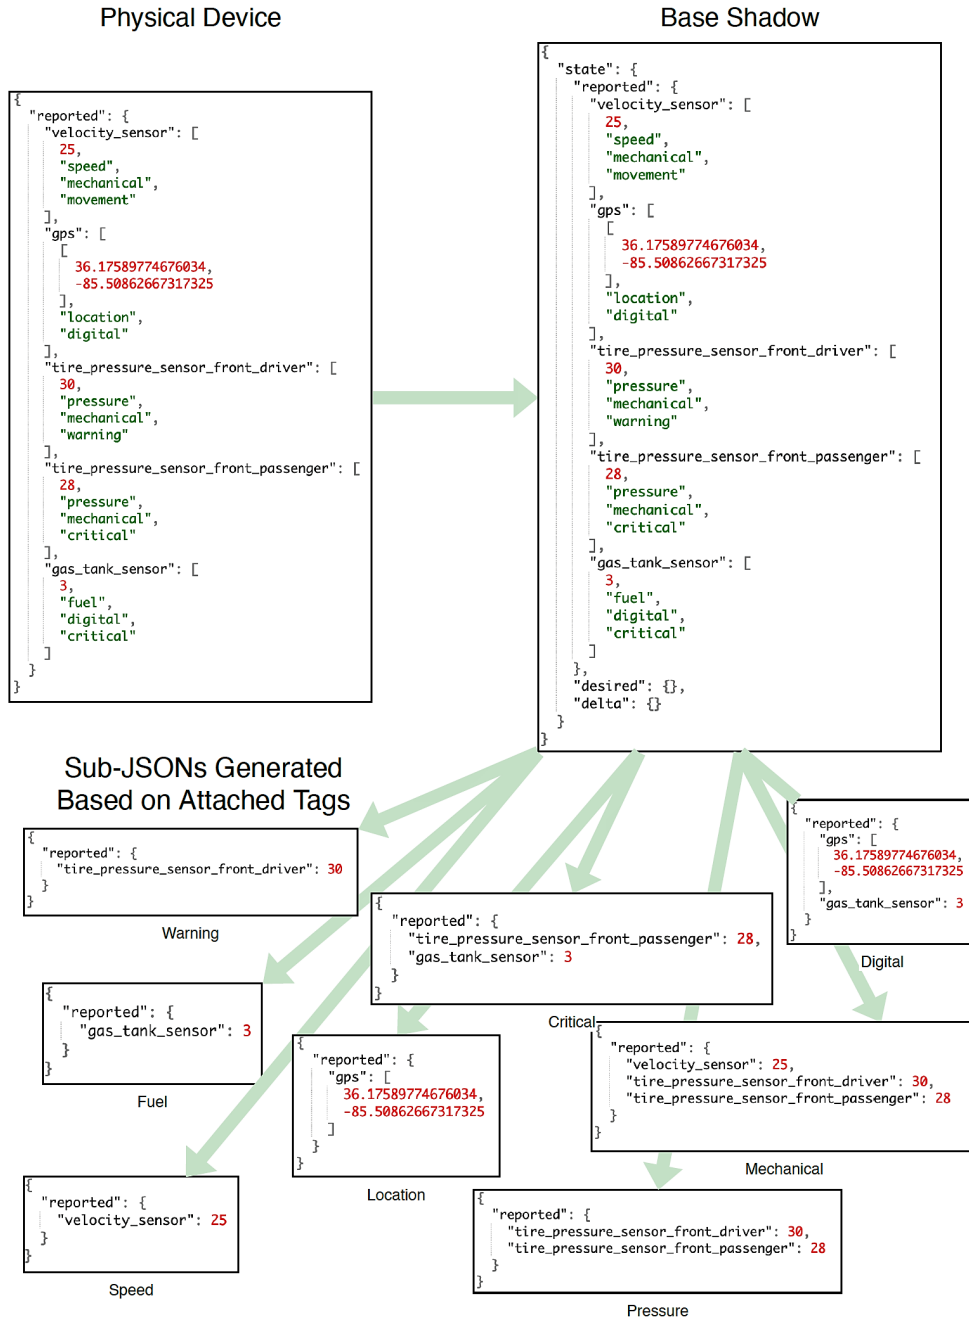 Physical Device
{
"reported": {
"velocity_sensor": [
25,
"speed",
"mechanical",
"movement"
],
"gps": [
[
36.17589774676034,
-85.50862667317325
],
"location",
"digital"
],
"tire_pressure_sensor_front_driver": [
30,
"pressure",
"mechanical",
"warning"
],
"tire_pressure_sensor_front_passenger": [
28,
"pressure",
"mechanical",
"critical"
],
"gas_tank_sensor": [
3,
"fuel",
"digital",
"critical"
]
}
}
Base Shadow
{
"state": {
"reported": {
"velocity_sensor": [
25,
"speed",
"mechanical",
"movement"
],
"gps": [
[
36.17589774676034,
-85.50862667317325
],
"location",
"digital"
],
"tire_pressure_sensor_front_driver": [
30,
"pressure",
"mechanical",
"warning"
],
"tire_pressure_sensor_front_passenger": [
28,
"pressure",
"mechanical",
"critical"
],
"gas_tank_sensor": [
3,
"fuel",
"digital",
"critical"
]
},
"desired": {},
"delta": {}
}
}
Sub-JSONs Generated
Based on Attached Tags
{
"reported": {
"tire_pressure_sensor_front_driver": 30
}
}
Warning
{
"reported": {
"gps": [
36.17589774676034,
-85.50862667317325
],
"gas_tank_sensor": 3
}
}
Digital
{
"reported": {
"tire_pressure_sensor_front_passenger": 28,
"gas_tank_sensor": 3
}
}
Critical
{
"reported": {
"gas_tank_sensor": 3
}
}
Fuel
{
"reported": {
"gps": [
36.17589774676034,
-85.50862667317325
]
}
}
Location
{
"reported": {
"velocity_sensor": 25,
"tire_pressure_sensor_front_driver": 30,
"tire_pressure_sensor_front_passenger": 28
}
}
Mechanical
{
"reported": {
"velocity_sensor": 25
}
}
Speed
{
"reported": {
"tire_pressure_sensor_front_driver": 30,
"tire_pressure_sensor_front_passenger": 28
}
}
Pressure